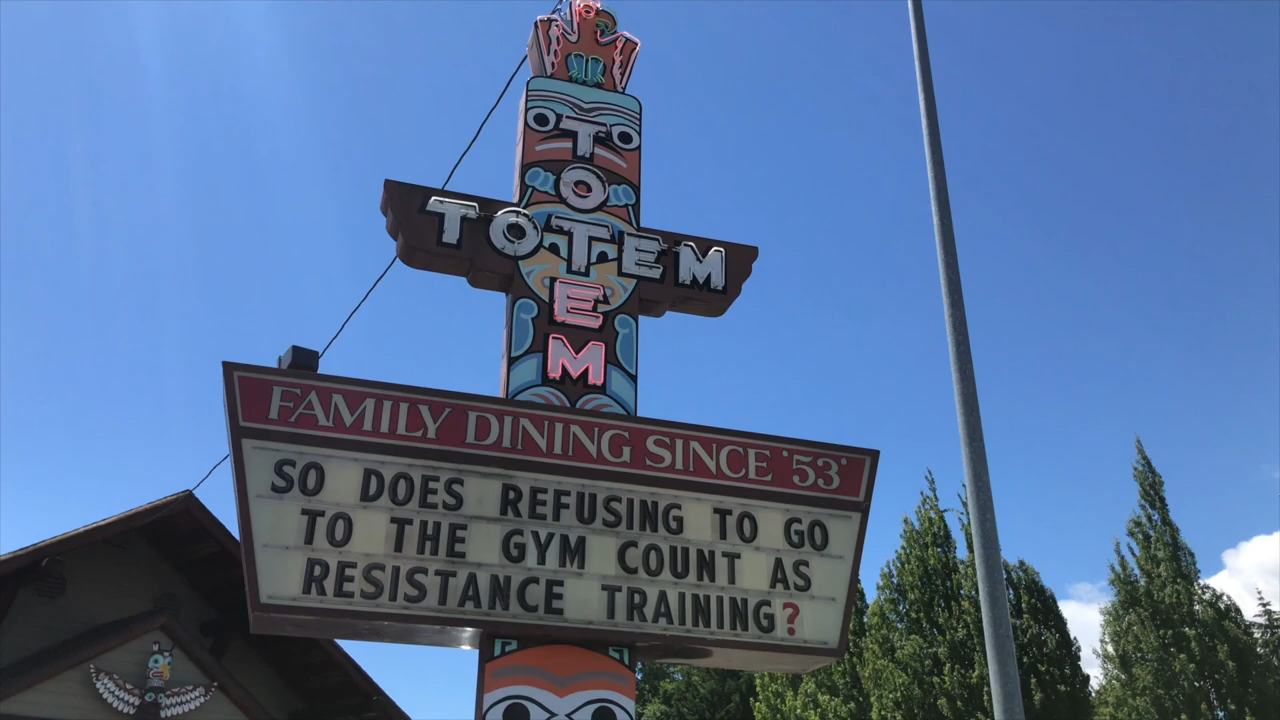 TOTEM
TOTEM
FAMILY DINING SINCE '53'
SO DOES REFUSING TO GO
TO THE GYM COUNT AS
RESISTANCE TRAINING?